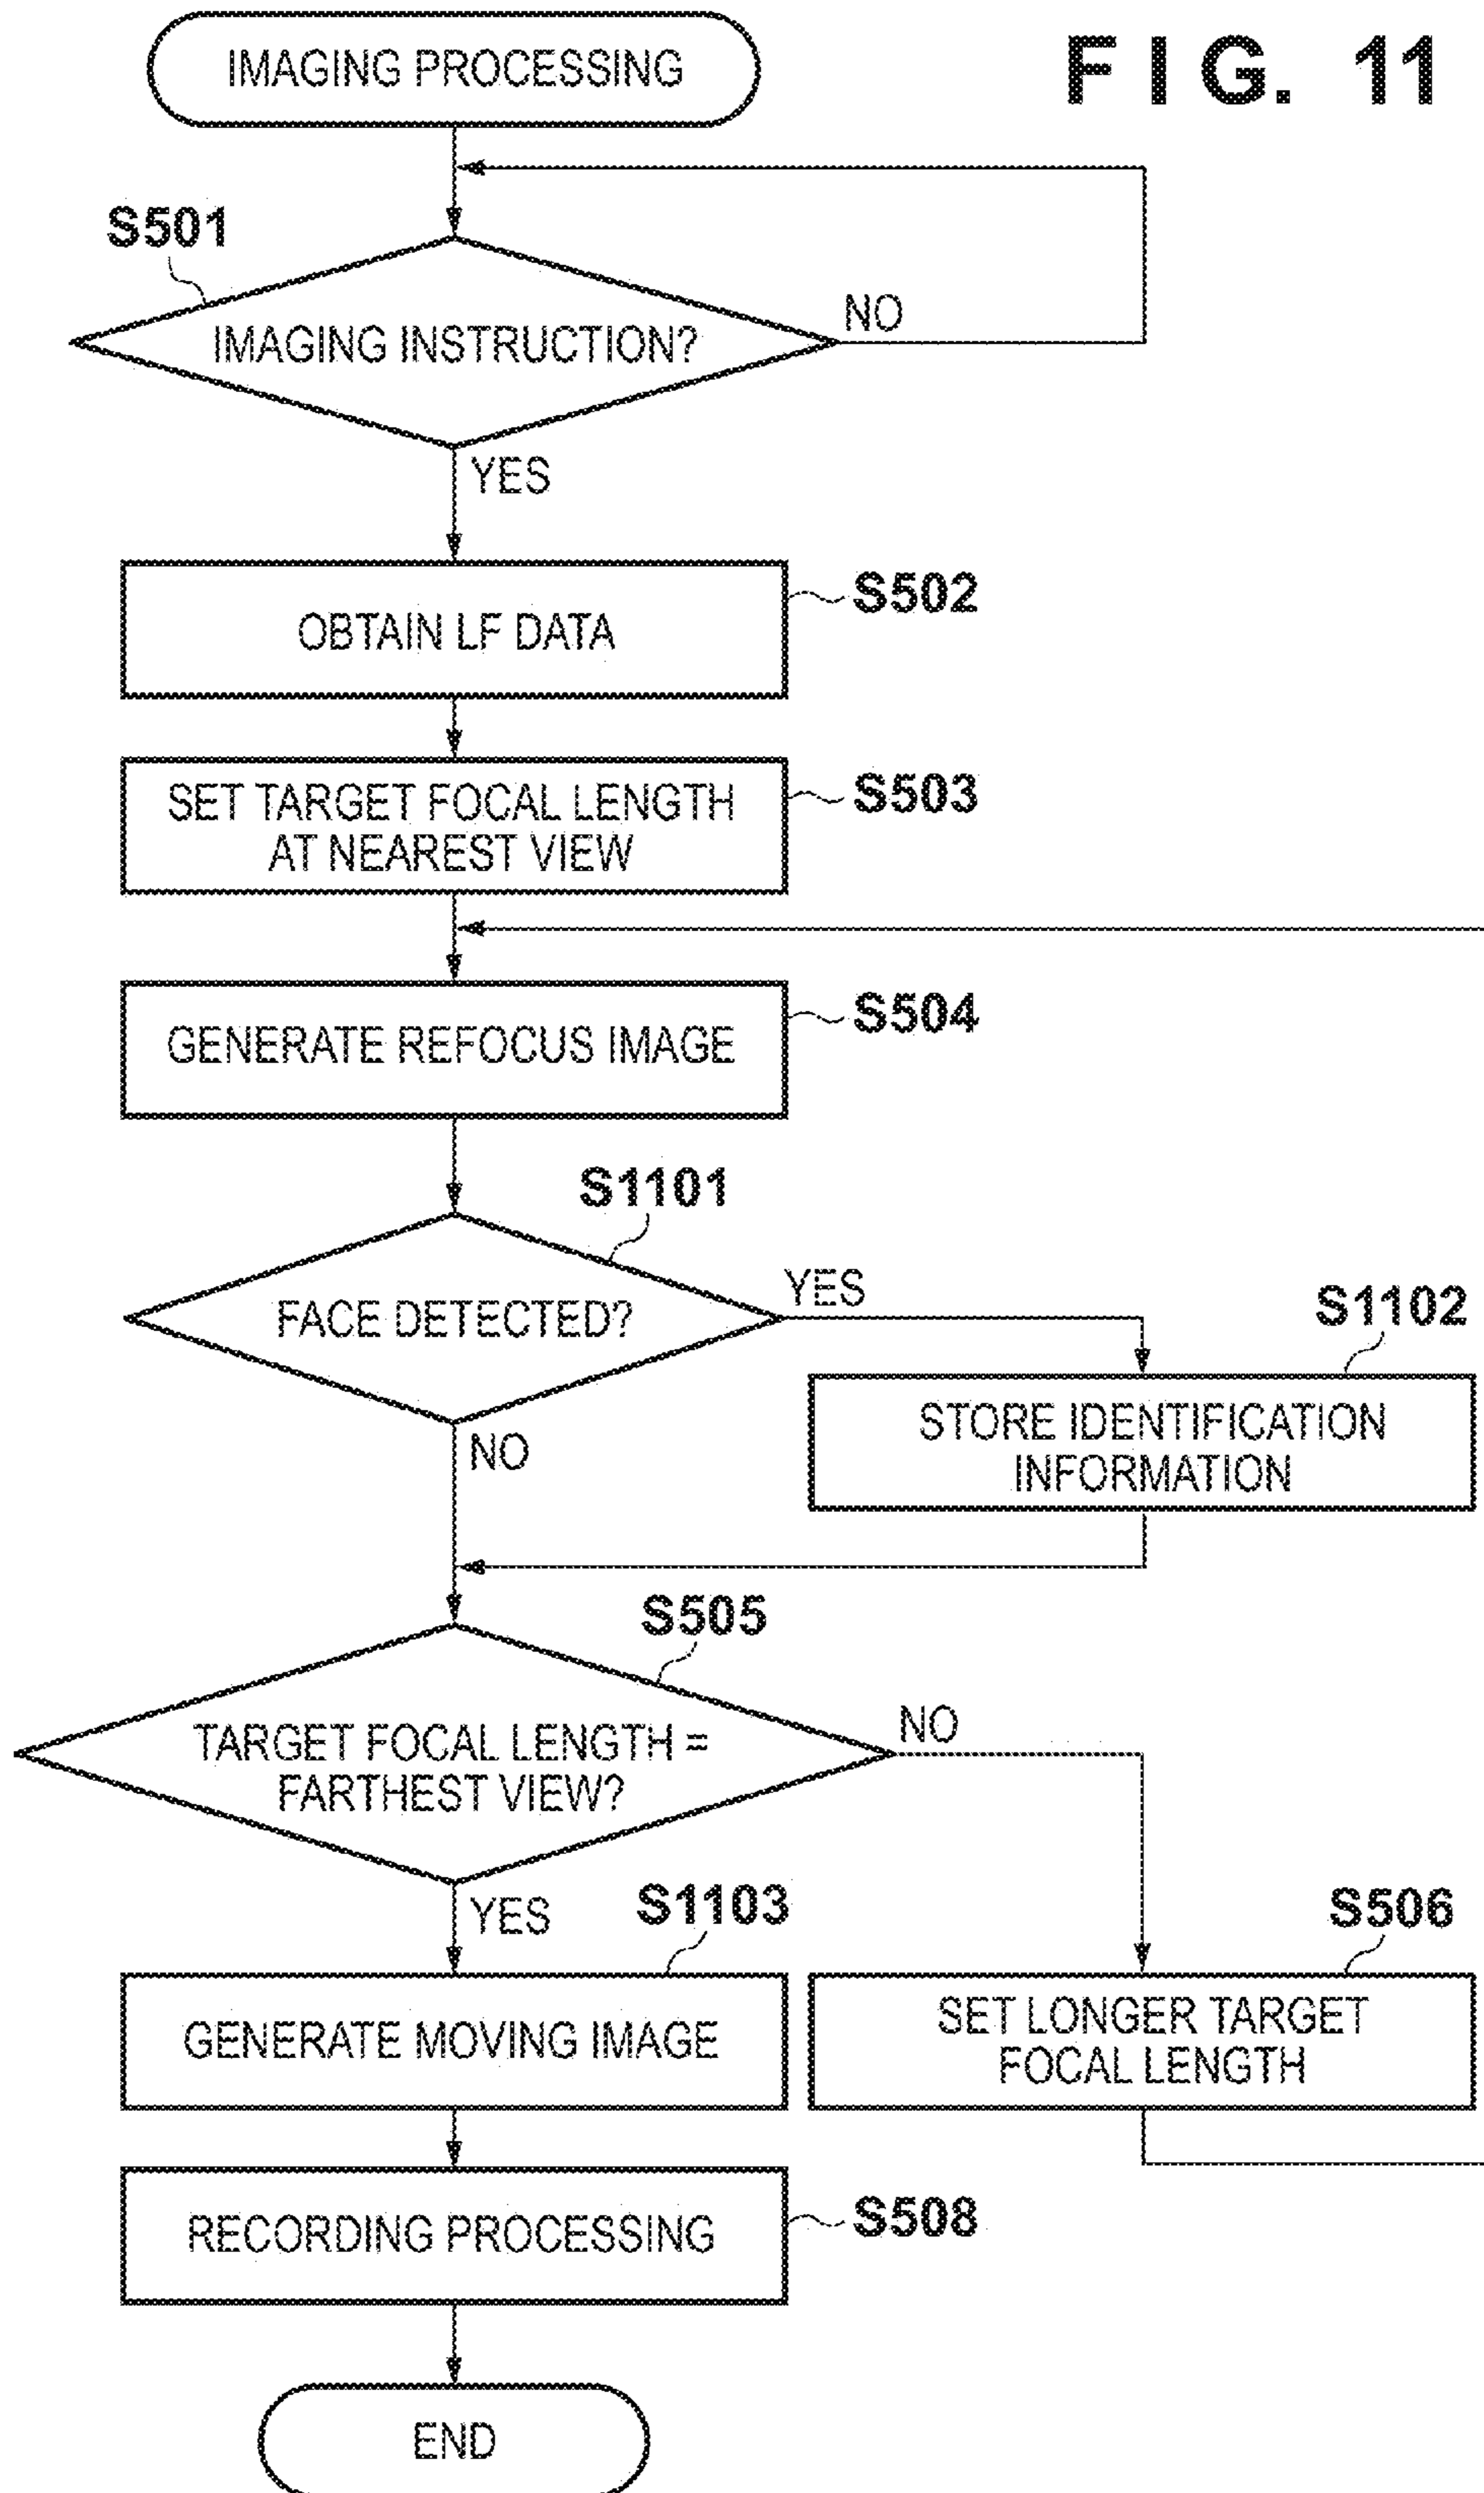 IMAGING PROCESSING
FIG. 11
S501
IMAGING INSTRUCTION?
NO
YES
OBTAIN LF DATA
S502
SET TARGET FOCAL LENGTH
AT NEAREST VIEW
S503
GENERATE REFOCUS IMAGE
S504
S1101
FACE DETECTED?
YES
NO
S1102
STORE IDENTIFICATION
INFORMATION
S505
TARGET FOCAL LENGTH =
FARTHEST VIEW?
NO
YES
S1103
GENERATE MOVING IMAGE
S506
SET LONGER TARGET
FOCAL LENGTH
RECORDING PROCESSING
S508
END